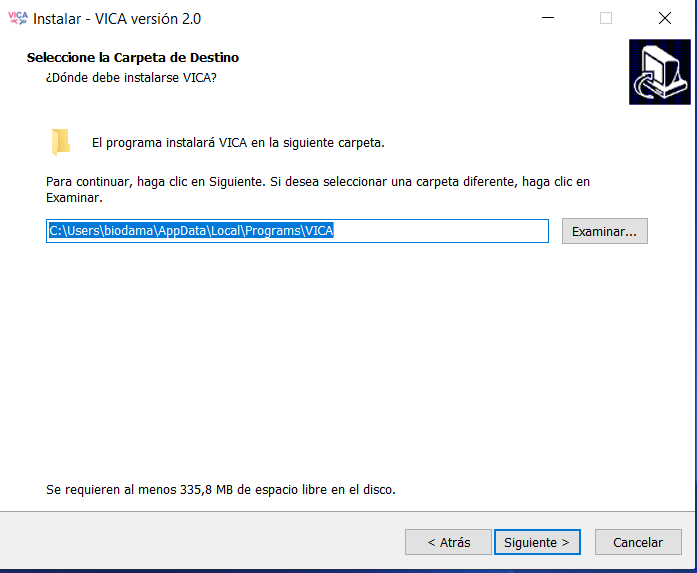 VICA
Instalar - VICA versión 2.0
Seleccione la Carpeta de Destino
¿Dónde debe instalarse VICA?
El programa instalará VICA en la siguiente carpeta.
Para continuar, haga clic en Siguiente. Si desea seleccionar una carpeta diferente, haga clic en
Examinar.
C:\Users\biodama\AppData\Local\Programs\VICA
Examinar...
Se requieren al menos 335,8 MB de espacio libre en el disco.
< Atrás
Siguiente >
Cancelar